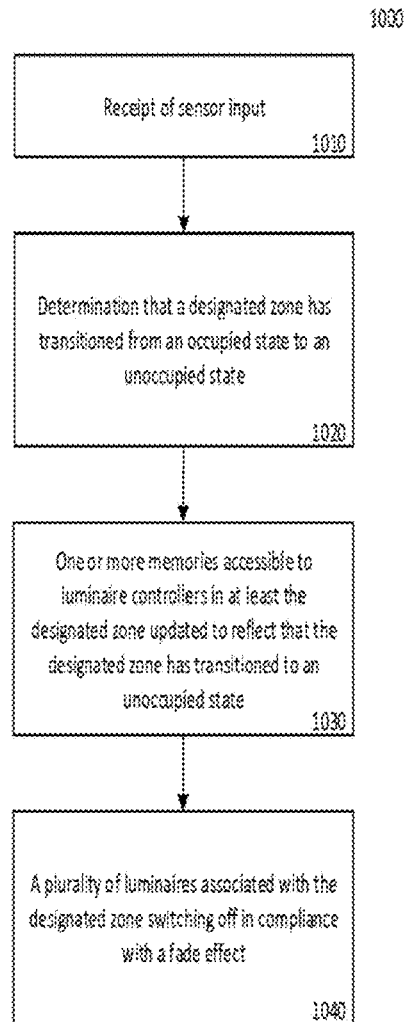 1000
Receipt of sensor input
1010
Determination that a designated zone has
transitioned from an occupied state to an
unoccupied state
1020
One or more memories accessible to
luminaire controllers in at least the
designated zone updated to reflect that the
designated zone has transitioned to an
unoccupied state
1030
A plurality of luminaires associated with the
designated zone switching off in compliance
with a fade effect
1040